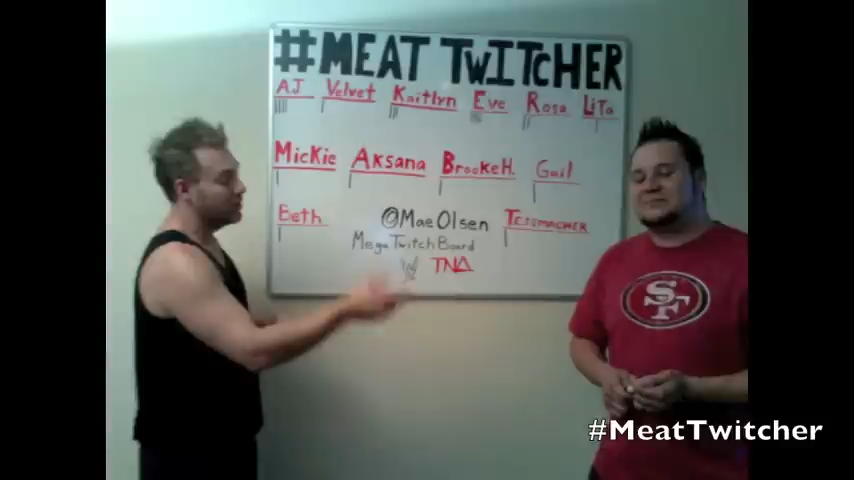 #MEAT TWITCHER
AJ Velvet Kaitlyn Eve Rosa LiTa
Mickie Aksana BrookeH. Gail
Beth @MaeOlsen TESSMACHER
MegaTwitchBoard
W TNA
SF
#MeatTwitcher